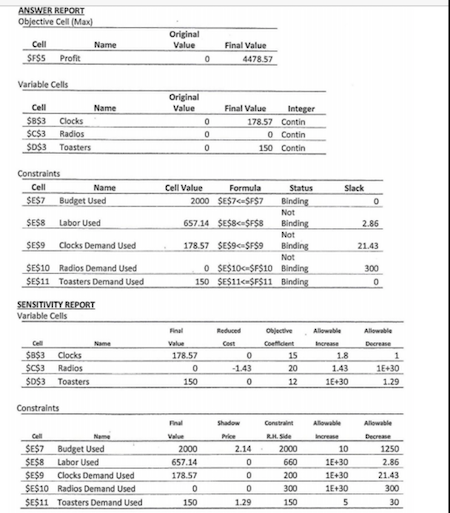 ANSWER REPORT
Objective Cell (Max)
Original
Cell Name Value Final Value
$F$5 Profit 0 4478.57
Variable Cells
Original
Cell Name Value Final Value Integer
$B$3 Clocks 0 178.57 Contin
$C$3 Radios 0 0 Contin
$D$3 Toasters 0 150 Contin
Constraints
Cell Name Cell Value Formula Status Slack
$E$7 Budget Used 2000 $E$7<=$F$7 Binding 0
Not
$E$8 Labor Used 657.14 $E$8<=$F$8 Binding 2.86
Not
$E$9 Clocks Demand Used 178.57 $E$9<=$F$9 Binding 21.43
Not
$E$10 Radios Demand Used 0 $E$10<=$F$10 Binding 300
$E$11 Toasters Demand Used 150 $E$11<=$F$11 Binding 0
SENSITIVITY REPORT
Variable Cells
Final Reduced Objective Allowable Allowable
Cell Name Value Cost Coefficient Increase Decrease
$B$3 Clocks 178.57 0 15 1.8 1
$C$3 Radios 0 -1.43 20 1.43 1E+30
$D$3 Toasters 150 0 12 1E+30 1.29
Constraints
Final Shadow Constraint Allowable Allowable
Cell Name Value Price R.H. Side Increase Decrease
$E$7 Budget Used 2000 2.14 2000 10 1250
$E$8 Labor Used 657.14 0 660 1E+30 2.86
$E$9 Clocks Demand Used 178.57 0 200 1E+30 21.43
$E$10 Radios Demand Used 0 0 300 1E+30 300
$E$11 Toasters Demand Used 150 1.29 150 5 30